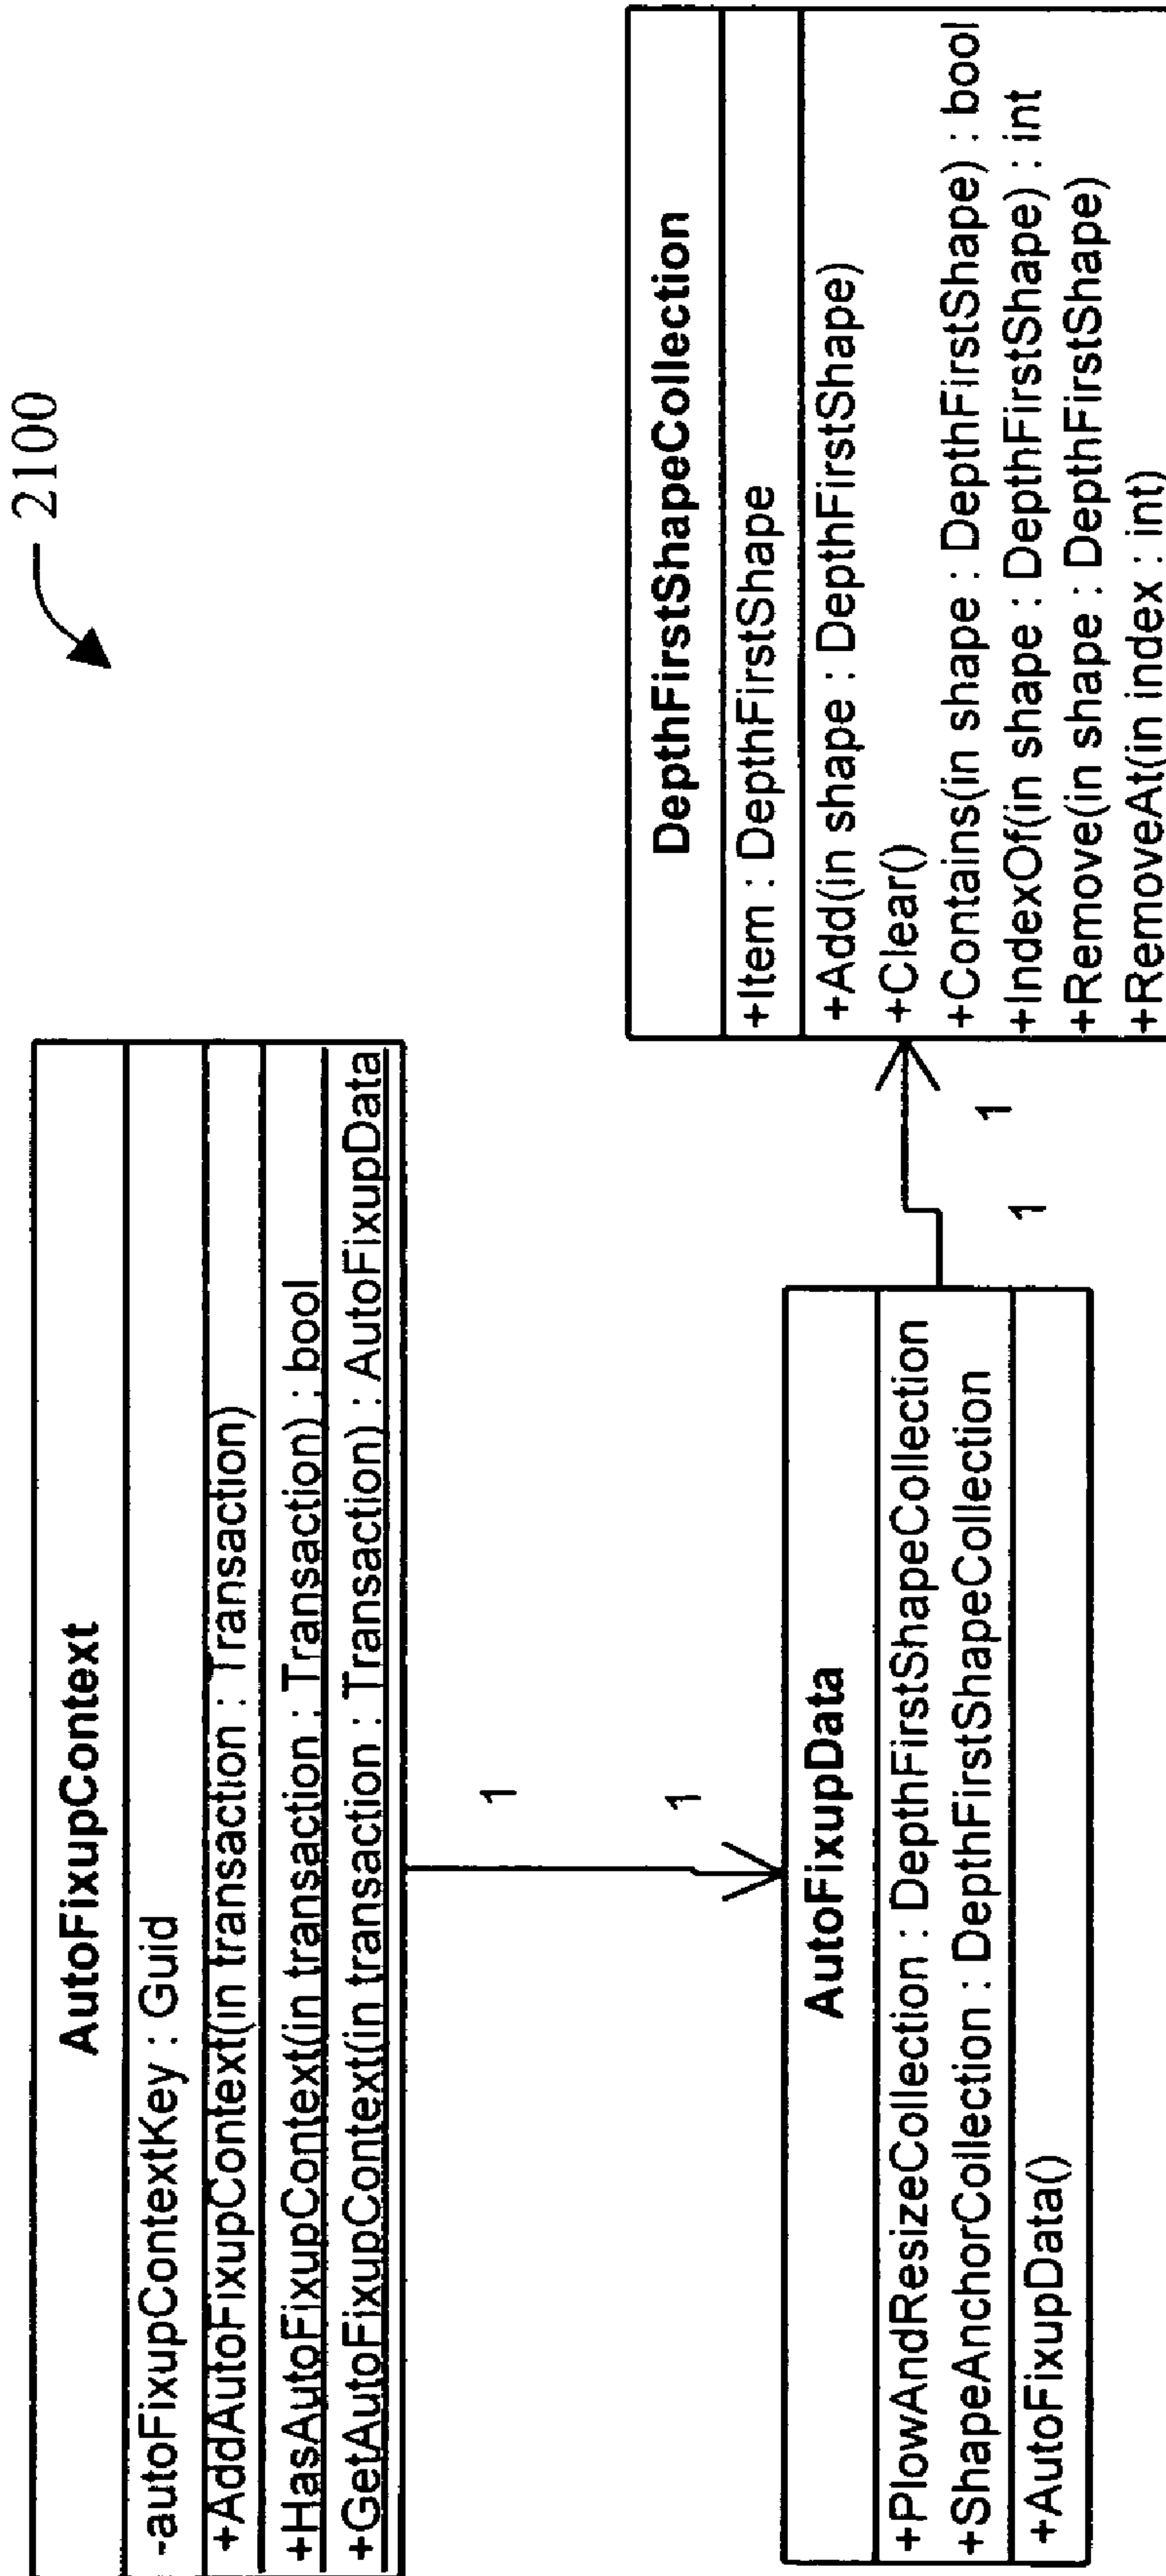 2100
AutoFixupContext
-autoFixupContextKey : Guid
+AddAutoFixupContext(in transaction : Transaction)
+HasAutoFixupContext(in transaction : Transaction) : bool
+GetAutoFixupContext(in transaction : Transaction) : AutoFixupData
1
1
AutoFixupData
+PlowAndResizeCollection : DepthFirstShapeCollection
+ShapeAnchorCollection : DepthFirstShapeCollection
+AutoFixupData()
1
1
DepthFirstShapeCollection
+Item : DepthFirstShape
+Add(in shape : DepthFirstShape)
+Clear()
+Contains(in shape : DepthFirstShape) : bool
+IndexOf(in shape : DepthFirstShape) : int
+Remove(in shape : DepthFirstShape)
+RemoveAt(in index : int)